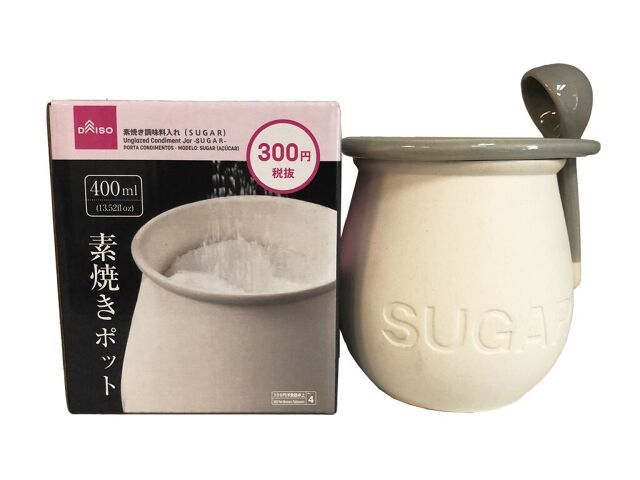 DAISO
素焼き調味料入れ (SUGAR)
Unglazed Condiment Jar -SUGAR-
PORTA CONDIMENTOS - MODELO: SUGAR (AÇÚCAR)
300円
税抜
400ml
(13.52fl oz)
素焼きポット
4
SUGAR